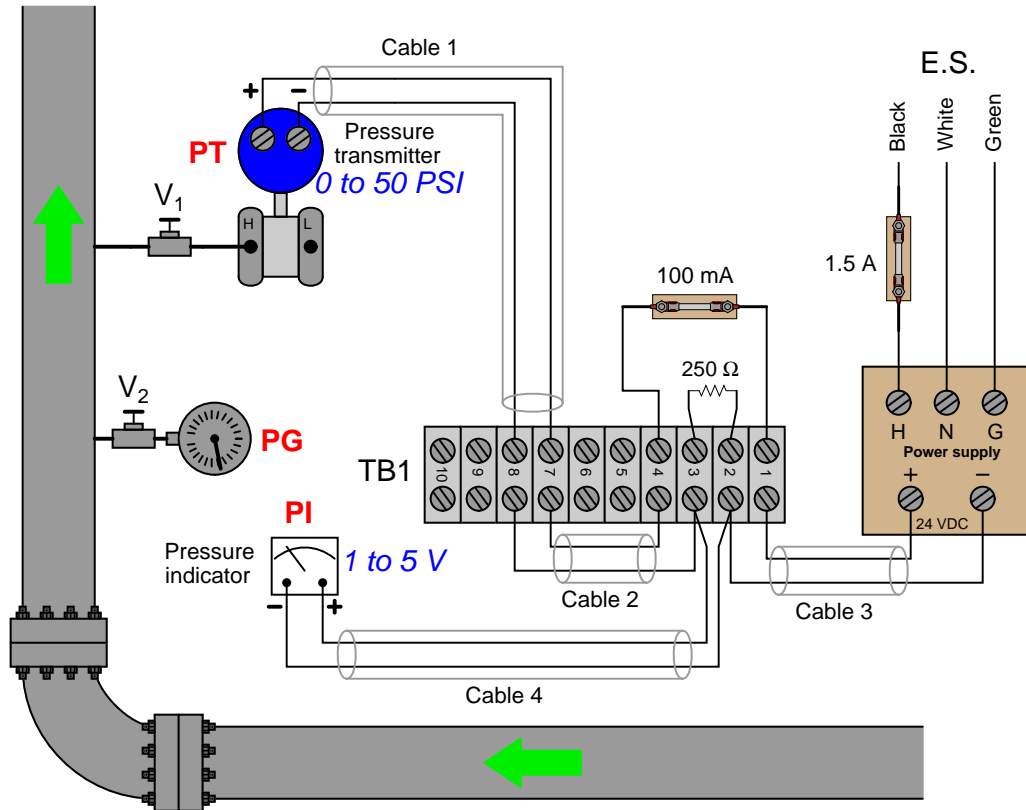 Cable 1
E.S.
Black
White
Green
+
−
PT
Pressure
transmitter
0 to 50 PSI
V1
H
L
1.5 A
100 mA
250 Ω
V2
PG
H
N
G
Power supply
+
−
24 VDC
TB1
10
9
8
7
6
5
4
3
2
1
PI
Pressure
indicator
1 to 5 V
−
+
Cable 2
Cable 3
Cable 4